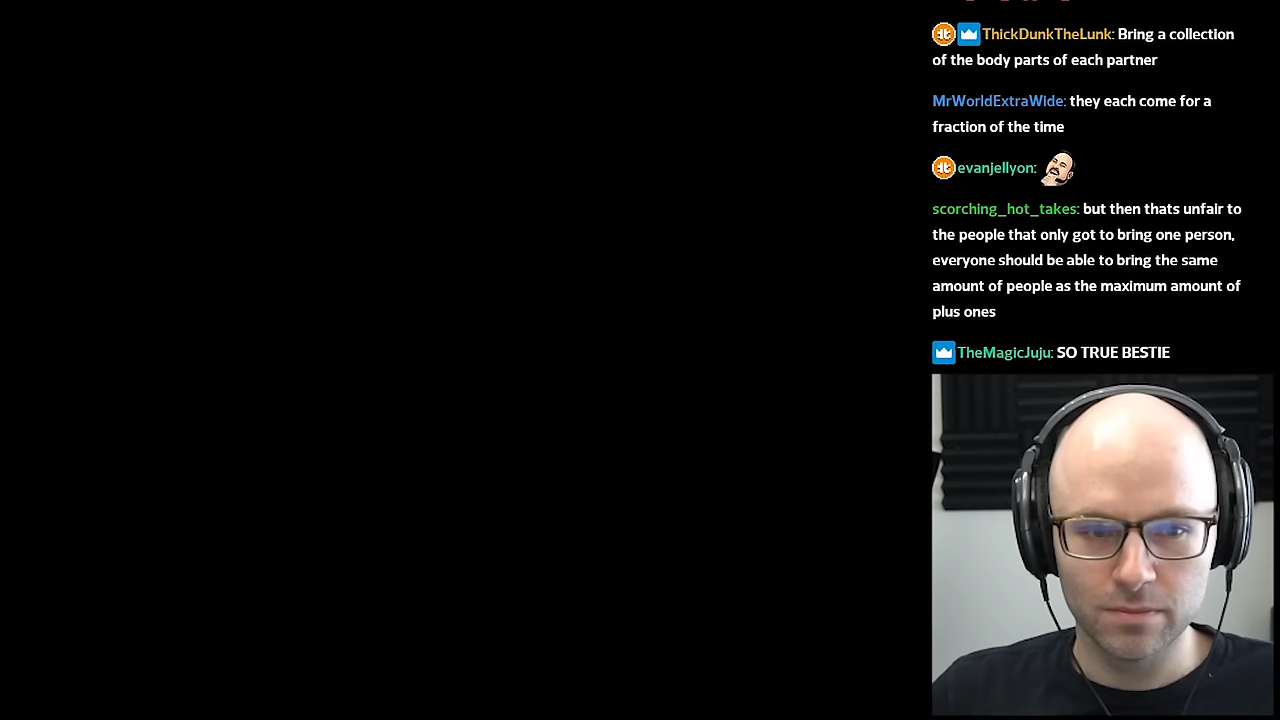 ThickDunkTheLunk: Bring a collection
of the body parts of each partner
MrWorldExtraWide: they each come for a
fraction of the time
evanjellyon:
scorching_hot_takes: but then thats unfair to
the people that only got to bring one person,
everyone should be able to bring the same
amount of people as the maximum amount of
plus ones
TheMagicJuju: SO TRUE BESTIE